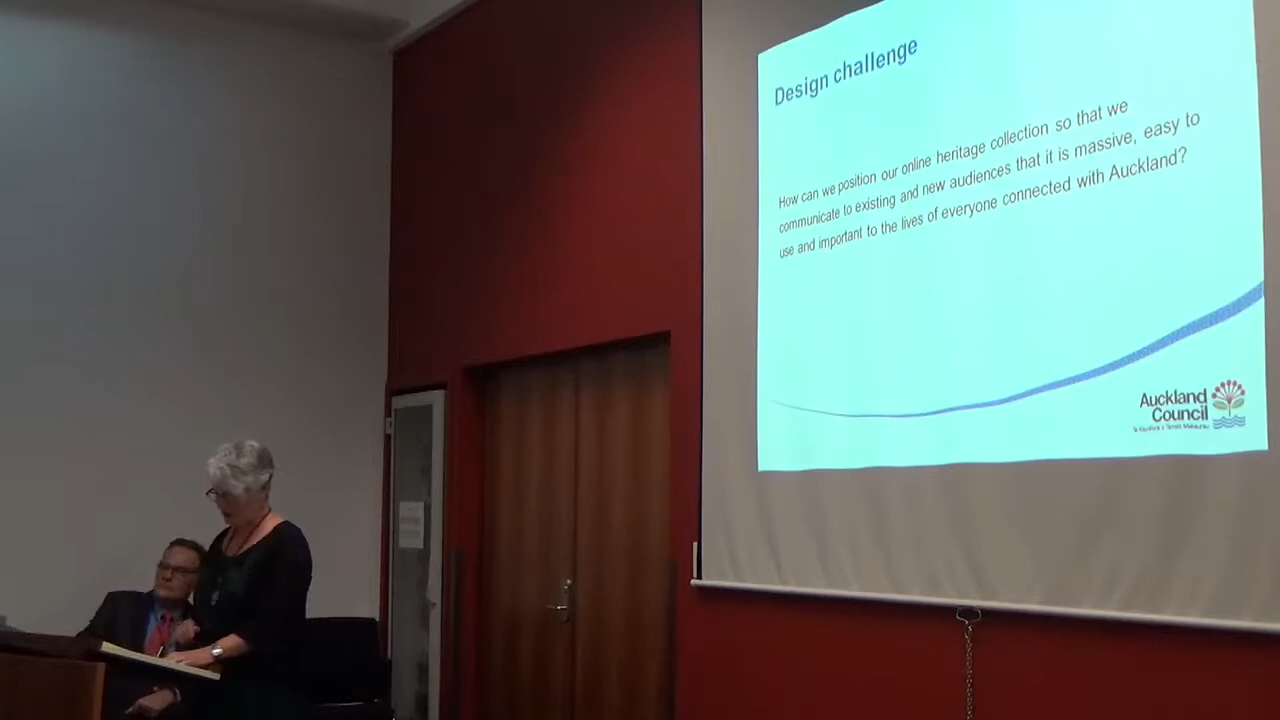 Design challenge
How can we position our online heritage collection so that we
communicate to existing and new audiences that it is massive, easy to
use and important to the lives of everyone connected with Auckland?
Auckland
Council